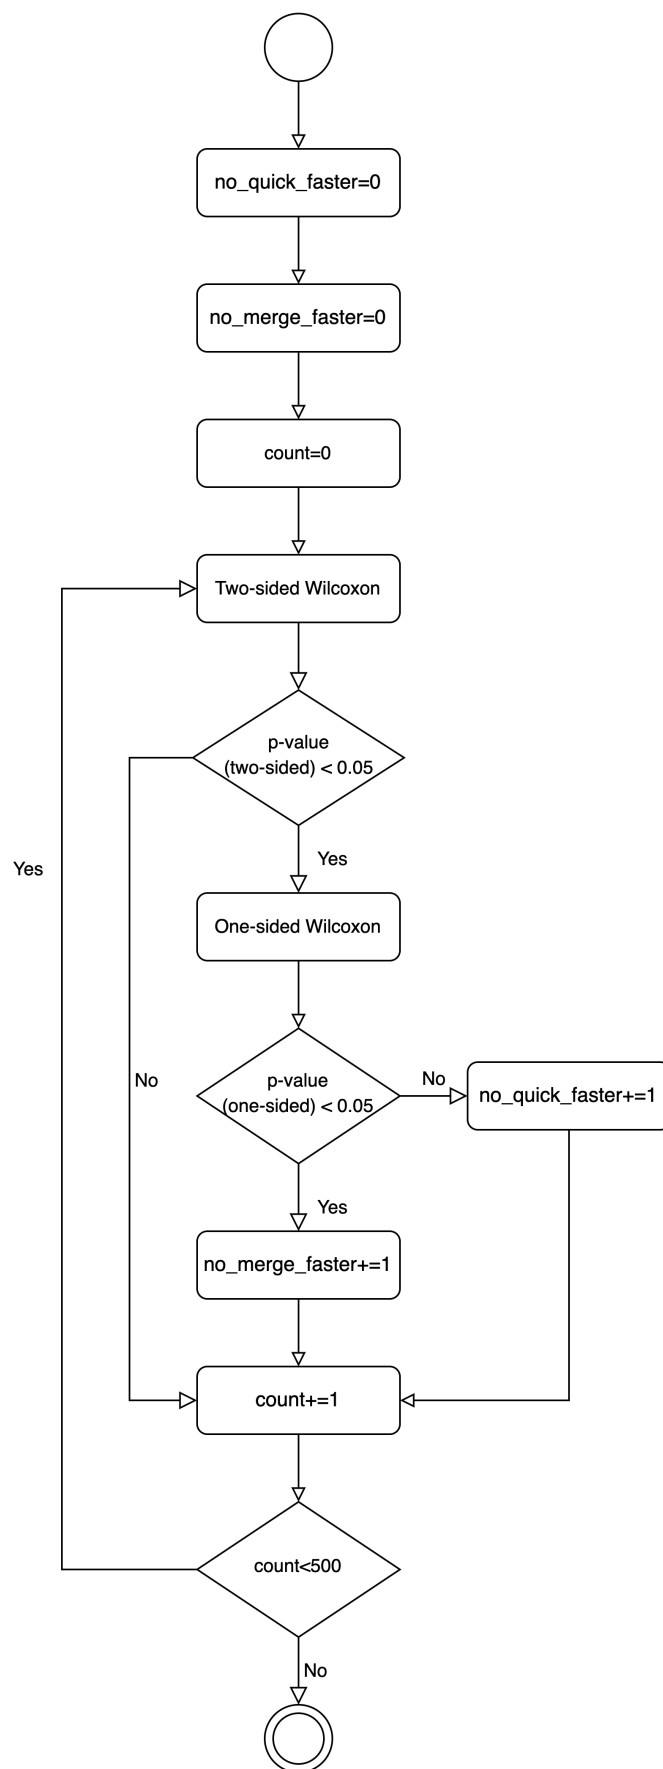 no_quick_faster=0
no_merge_faster=0
count=0
Two-sided Wilcoxon
p-value
(two-sided) < 0.05
Yes
Yes
One-sided Wilcoxon
No
p-value
(one-sided) < 0.05
No
no_quick_faster+=1
Yes
no_merge_faster+=1
count+=1
count<500
No